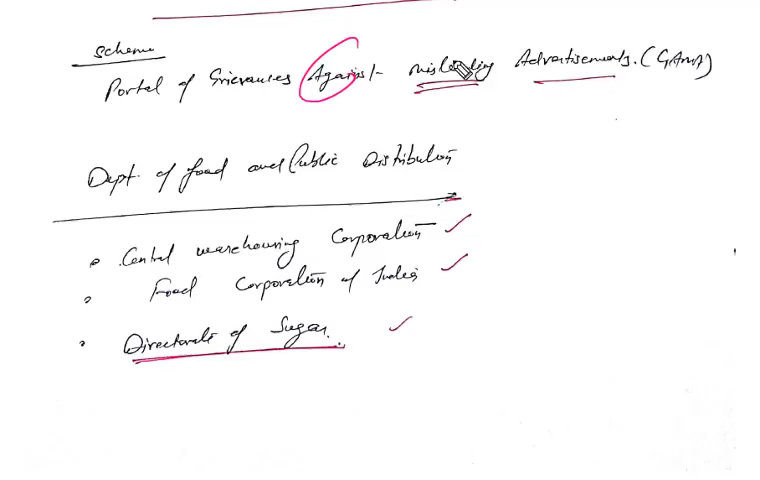 Scheme
Portal of Grievances Against misleading Advertisements. (GAMA)
Dept. of food and Public Distribution
• Central warehousing Corporation
• Food Corporation of India
• Directorate of Sugar.